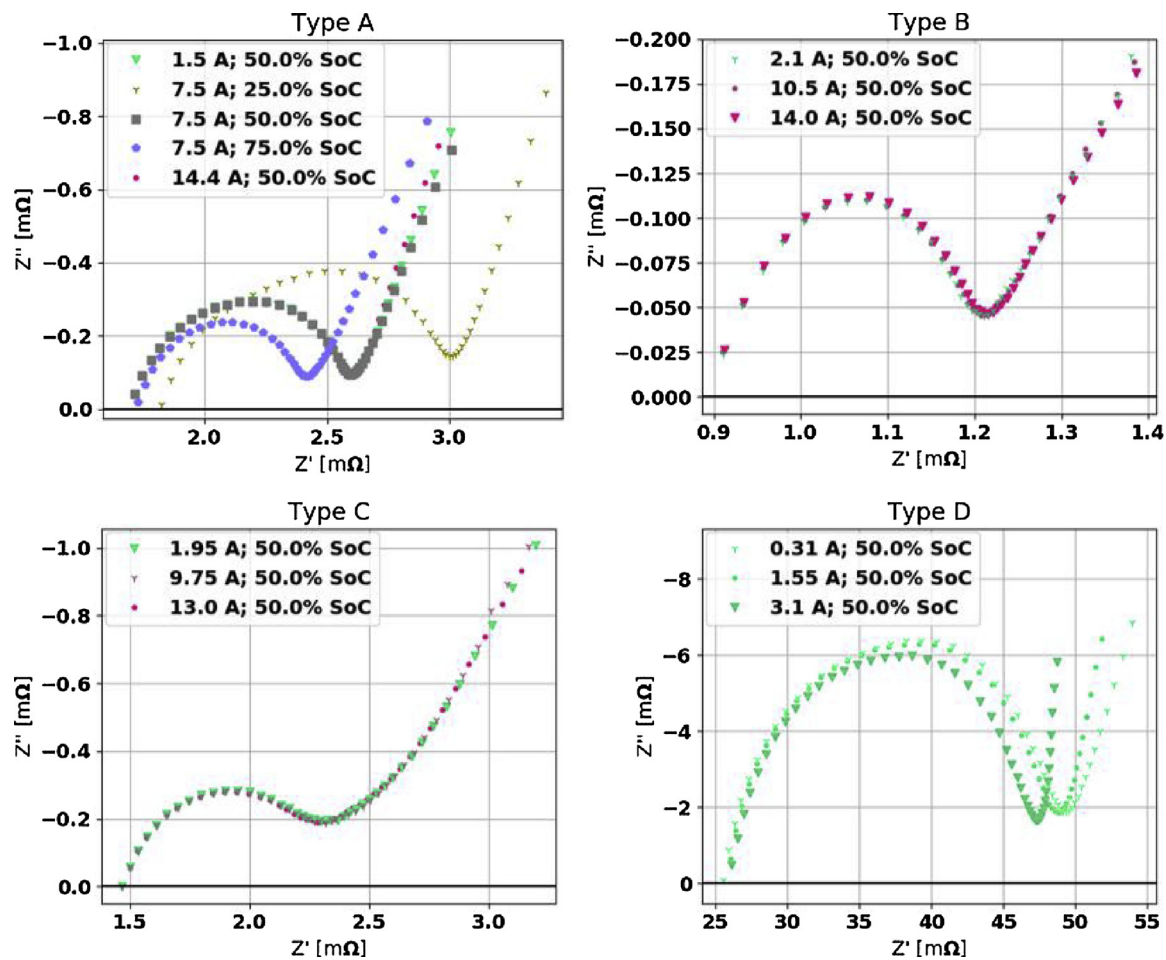 Type A
−1.0
−0.8
−0.6
−0.4
−0.2
0.0
Z'' [mΩ]
1.5 A; 50.0% SoC
7.5 A; 25.0% SoC
7.5 A; 50.0% SoC
7.5 A; 75.0% SoC
14.4 A; 50.0% SoC
2.0 2.5 3.0
Z' [mΩ]
Type B
−0.200
−0.175
−0.150
−0.125
−0.100
−0.075
−0.050
−0.025
0.000
Z'' [mΩ]
2.1 A; 50.0% SoC
10.5 A; 50.0% SoC
14.0 A; 50.0% SoC
0.9 1.0 1.1 1.2 1.3 1.4
Z' [mΩ]
Type C
−1.0
−0.8
−0.6
−0.4
−0.2
0.0
Z'' [mΩ]
1.95 A; 50.0% SoC
9.75 A; 50.0% SoC
13.0 A; 50.0% SoC
1.5 2.0 2.5 3.0
Z' [mΩ]
Type D
−8
−6
−4
−2
0
Z'' [mΩ]
0.31 A; 50.0% SoC
1.55 A; 50.0% SoC
3.1 A; 50.0% SoC
25 30 35 40 45 50 55
Z' [mΩ]